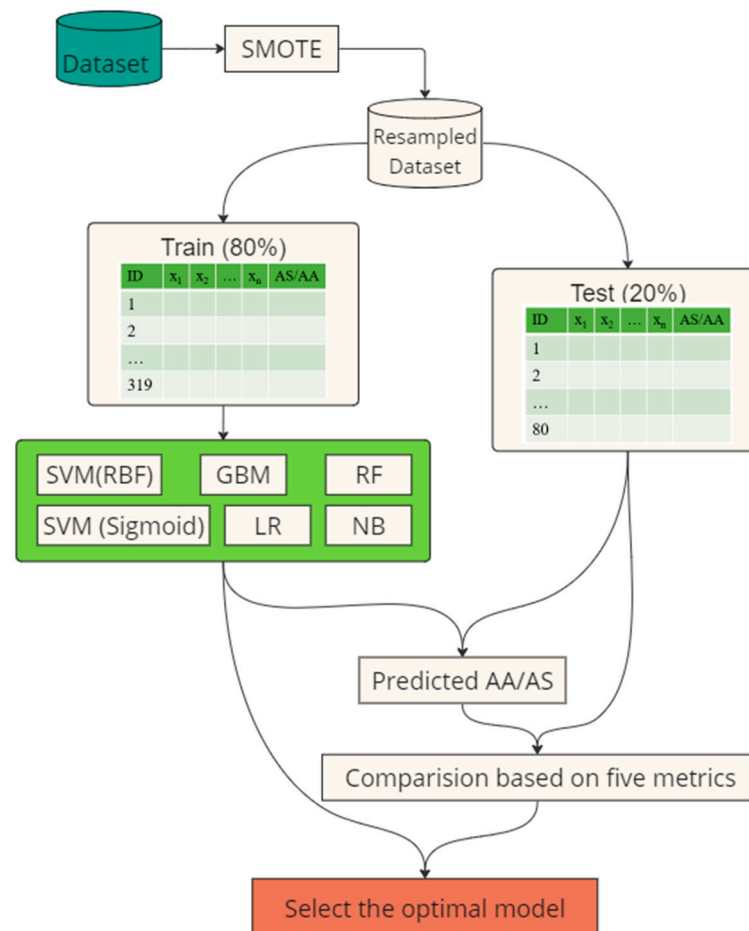 Dataset
SMOTE
Resampled
Dataset
Train (80%)
ID x₁ x₂ … xₙ AS/AA
1
2
…
319
Test (20%)
ID x₁ x₂ … xₙ AS/AA
1
2
…
80
SVM(RBF)
GBM
RF
SVM (Sigmoid)
LR
NB
Predicted AA/AS
Comparision based on five metrics
Select the optimal model